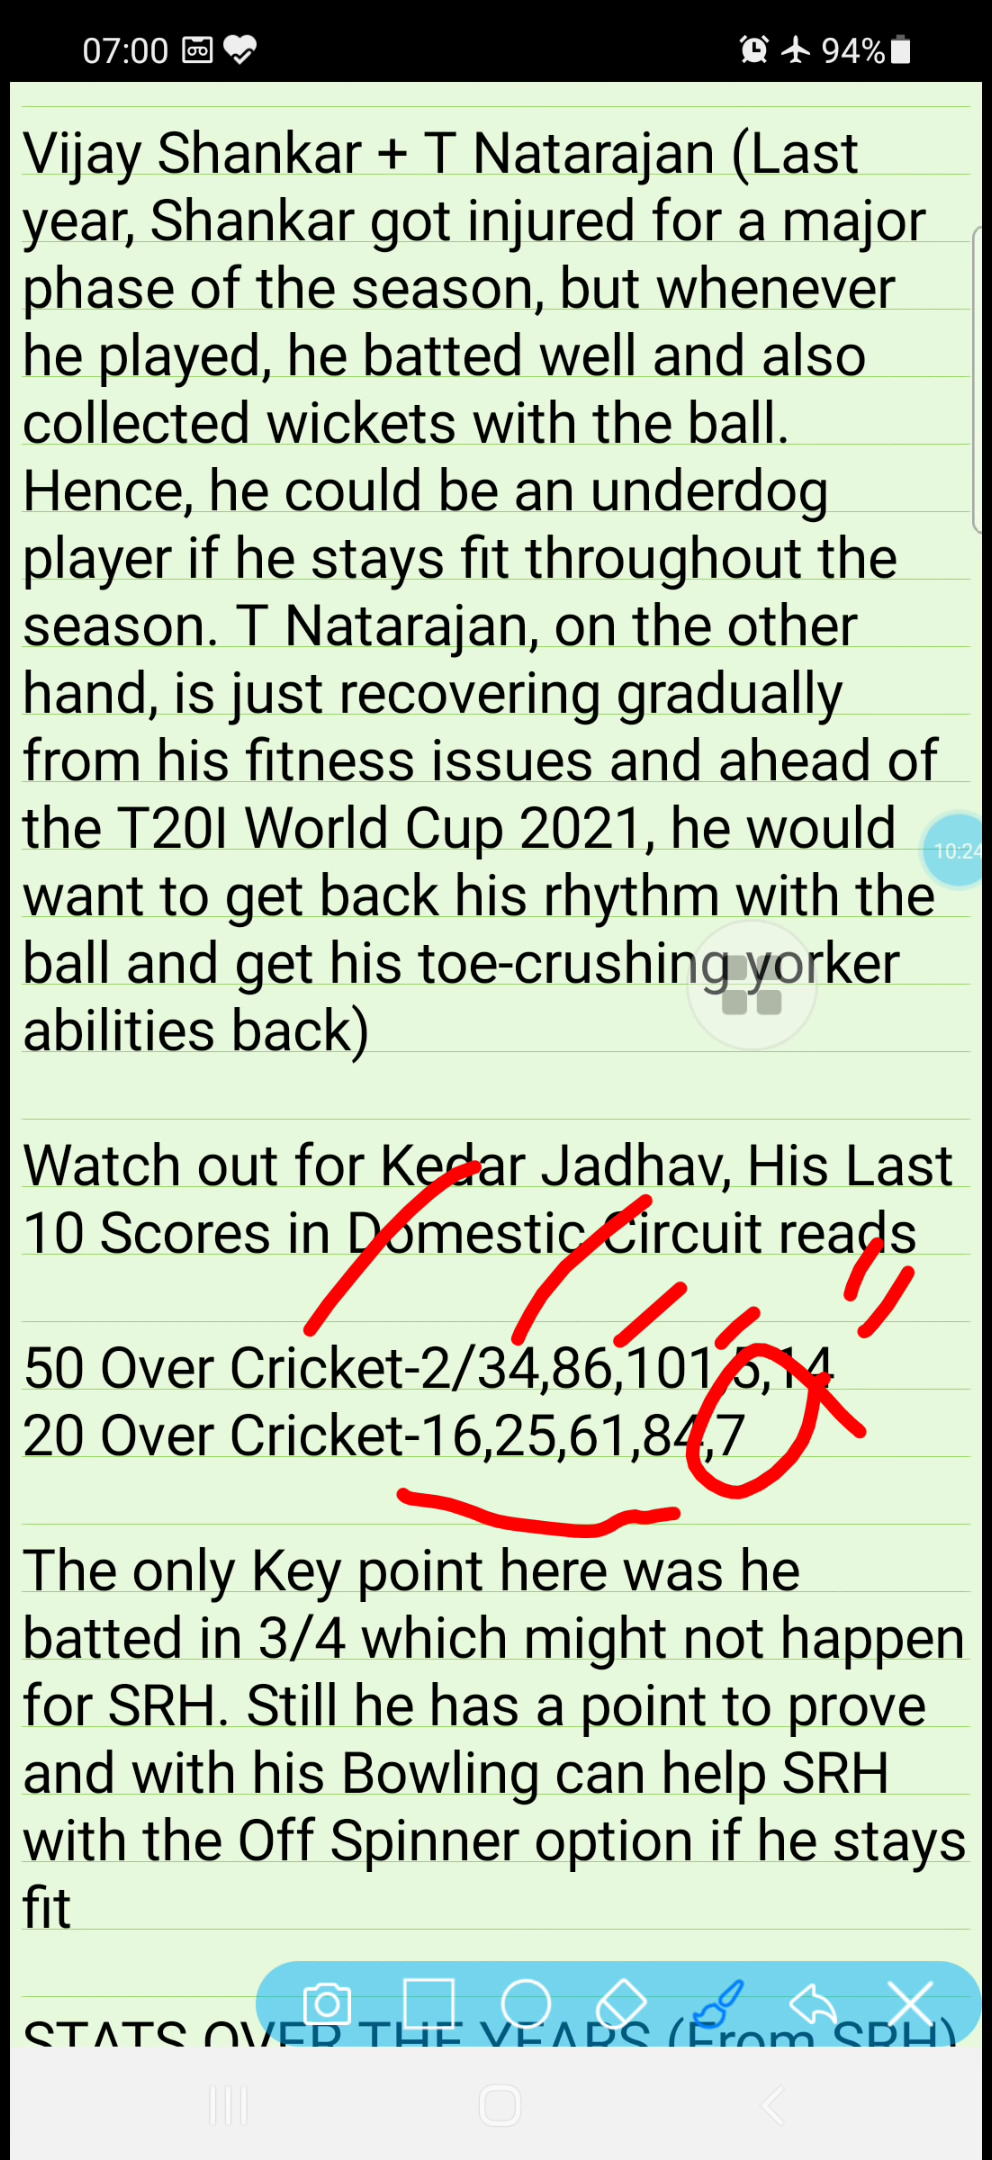 07:00 94%
Vijay Shankar + T Natarajan (Last
year, Shankar got injured for a major
phase of the season, but whenever
he played, he batted well and also
collected wickets with the ball.
Hence, he could be an underdog
player if he stays fit throughout the
season. T Natarajan, on the other
hand, is just recovering gradually
from his fitness issues and ahead of
the T20I World Cup 2021, he would
10:24
want to get back his rhythm with the
ball and get his toe-crushing yorker
abilities back)
Watch out for Kedar Jadhav, His Last
10 Scores in Domestic Circuit reads
50 Over Cricket-2/34,86,101,5,14
20 Over Cricket-16,25,61,84,7
The only Key point here was he
batted in 3/4 which might not happen
for SRH. Still he has a point to prove
and with his Bowling can help SRH
with the Off Spinner option if he stays
fit
STATS OVER THE YEARS (From SRH)